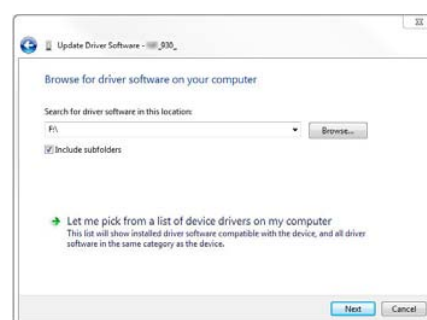 Update Driver Software - _930_
Browse for driver software on your computer
Search for driver software in this location:
F:\
Browse...
Include subfolders
Let me pick from a list of device drivers on my computer
This list will show installed driver software compatible with the device, and all driver
software in the same category as the device.
Next Cancel